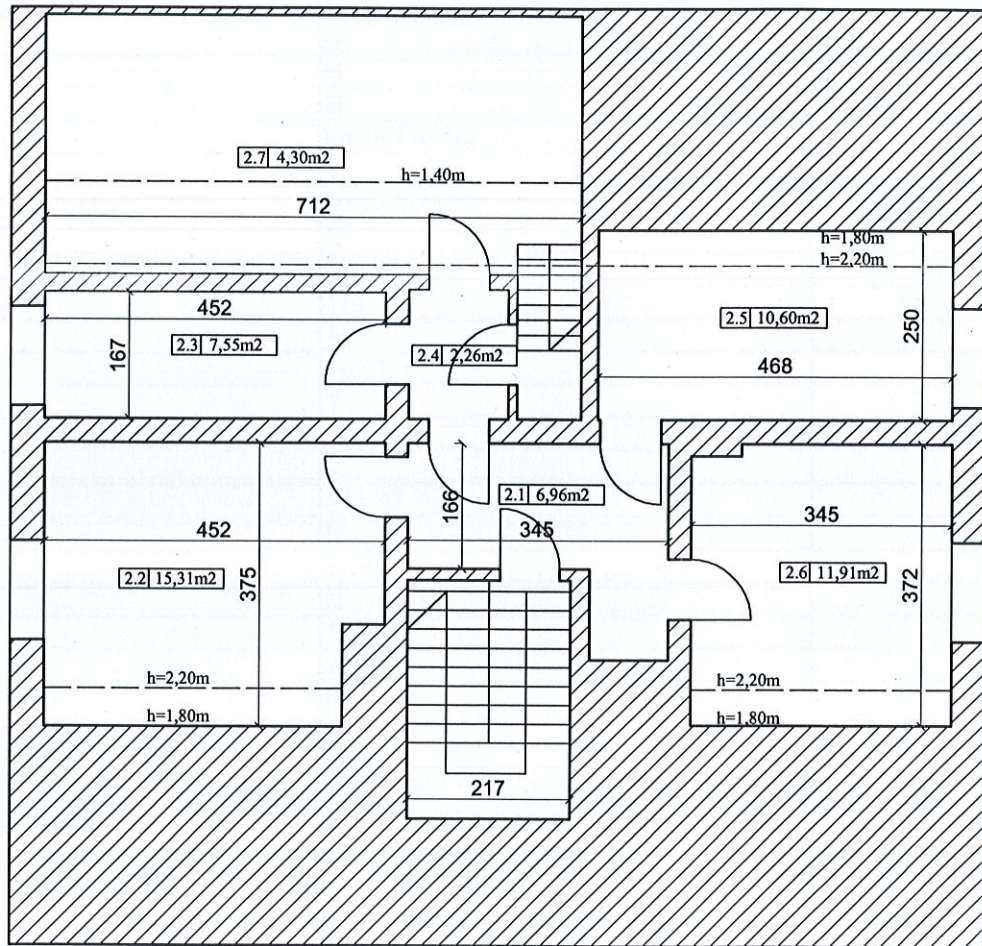 2.7 4,30m2
h=1,40m
712
h=1,80m
h=2,20m
452
2.3 7,55m2
167
2.4 2,26m2
2.5 10,60m2
250
468
2.1 6,96m2
166
345
452
2.2 15,31m2
375
345
2.6 11,91m2
372
h=2,20m
h=1,80m
h=2,20m
h=1,80m
217